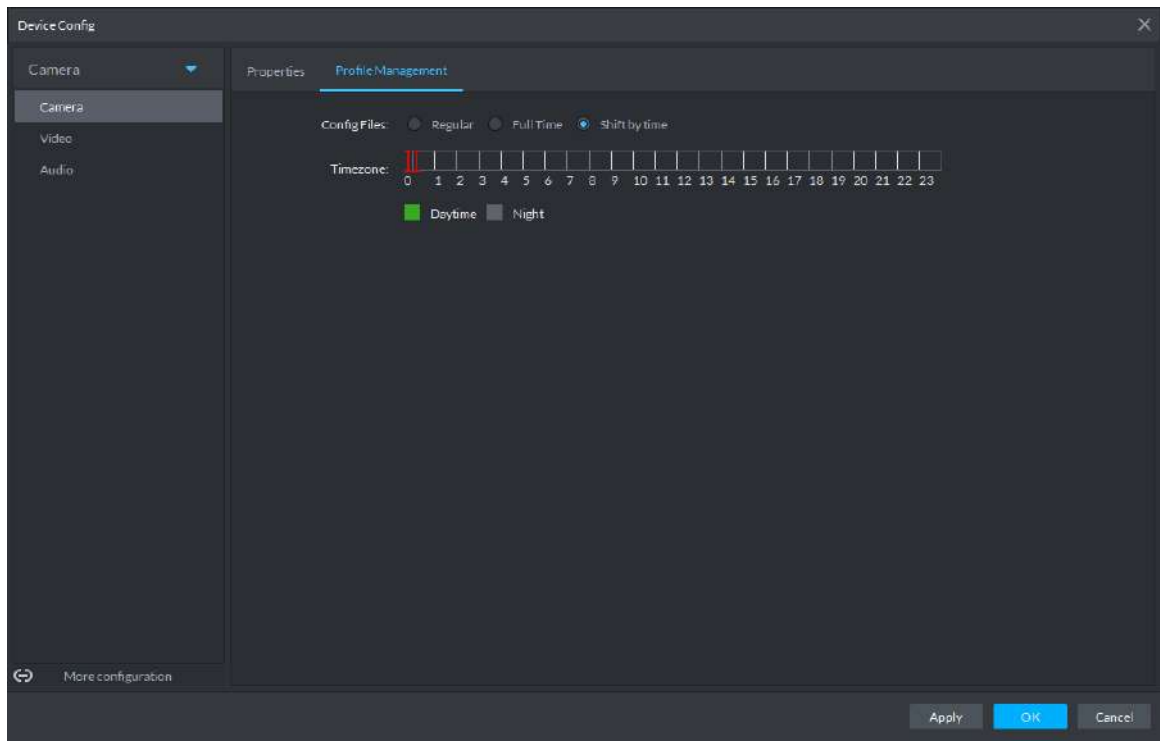 Device Config
Camera
Properties Profile Management
Camera
Config Files: Regular Full Time Shift by time
Video
Timezone:
Audio
0 1 2 3 4 5 6 7 8 9 10 11 12 13 14 15 16 17 18 19 20 21 22 23
Daytime Night
More configuration
Apply OK Cancel